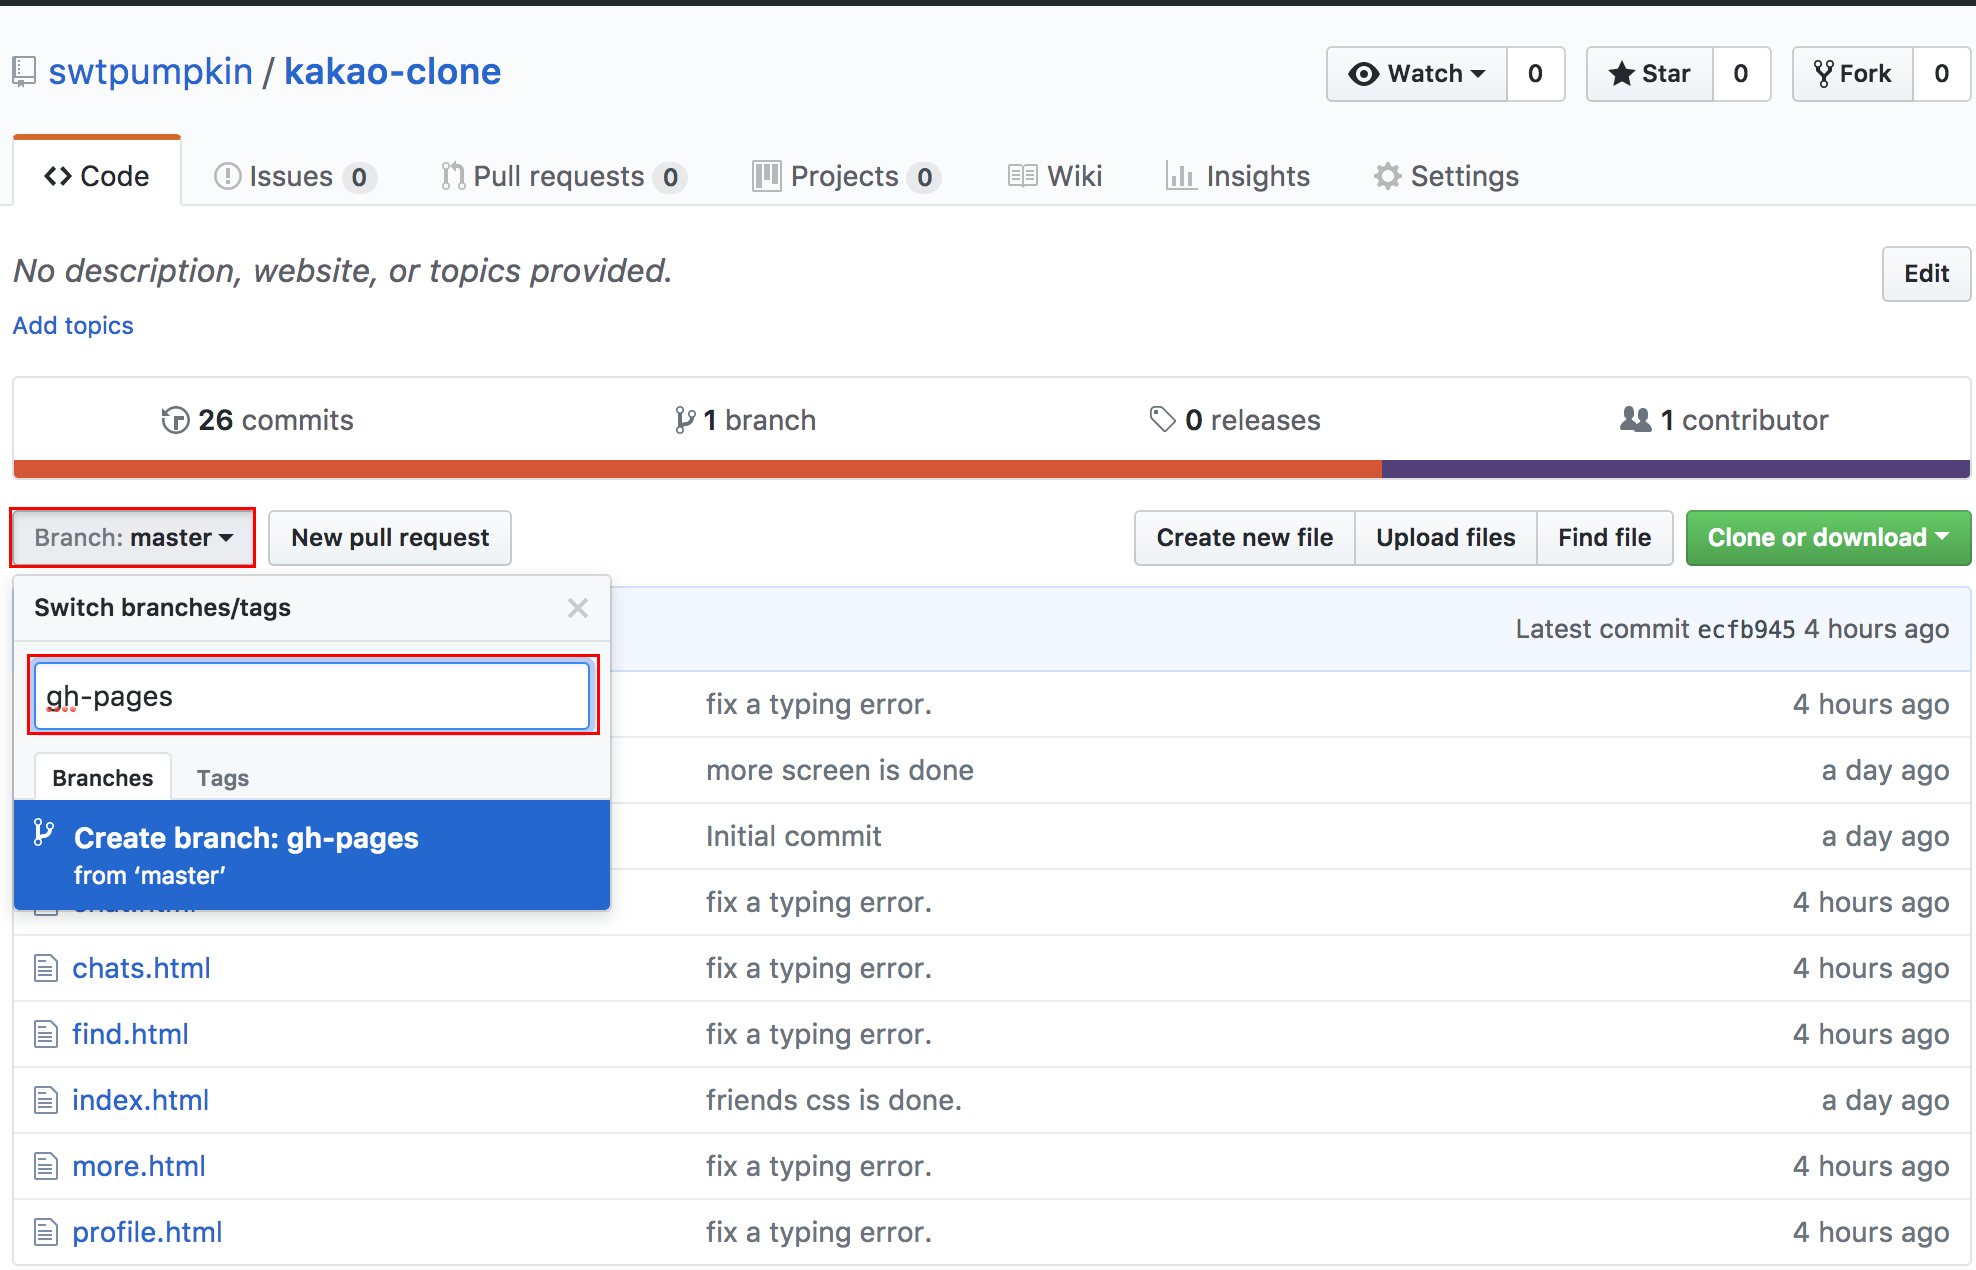 swtpumpkin / kakao-clone
Watch 0 Star 0 Fork 0
Code Issues 0 Pull requests 0 Projects 0 Wiki Insights Settings
No description, website, or topics provided.
Edit
Add topics
26 commits 1 branch 0 releases 1 contributor
Branch: master New pull request Create new file Upload files Find file Clone or download
Switch branches/tags
Latest commit ecfb945 4 hours ago
gh-pages
fix a typing error. 4 hours ago
Branches Tags
more screen is done a day ago
Create branch: gh-pages
from ‘master’
Initial commit a day ago
fix a typing error. 4 hours ago
chats.html fix a typing error. 4 hours ago
find.html fix a typing error. 4 hours ago
index.html friends css is done. a day ago
more.html fix a typing error. 4 hours ago
profile.html fix a typing error. 4 hours ago